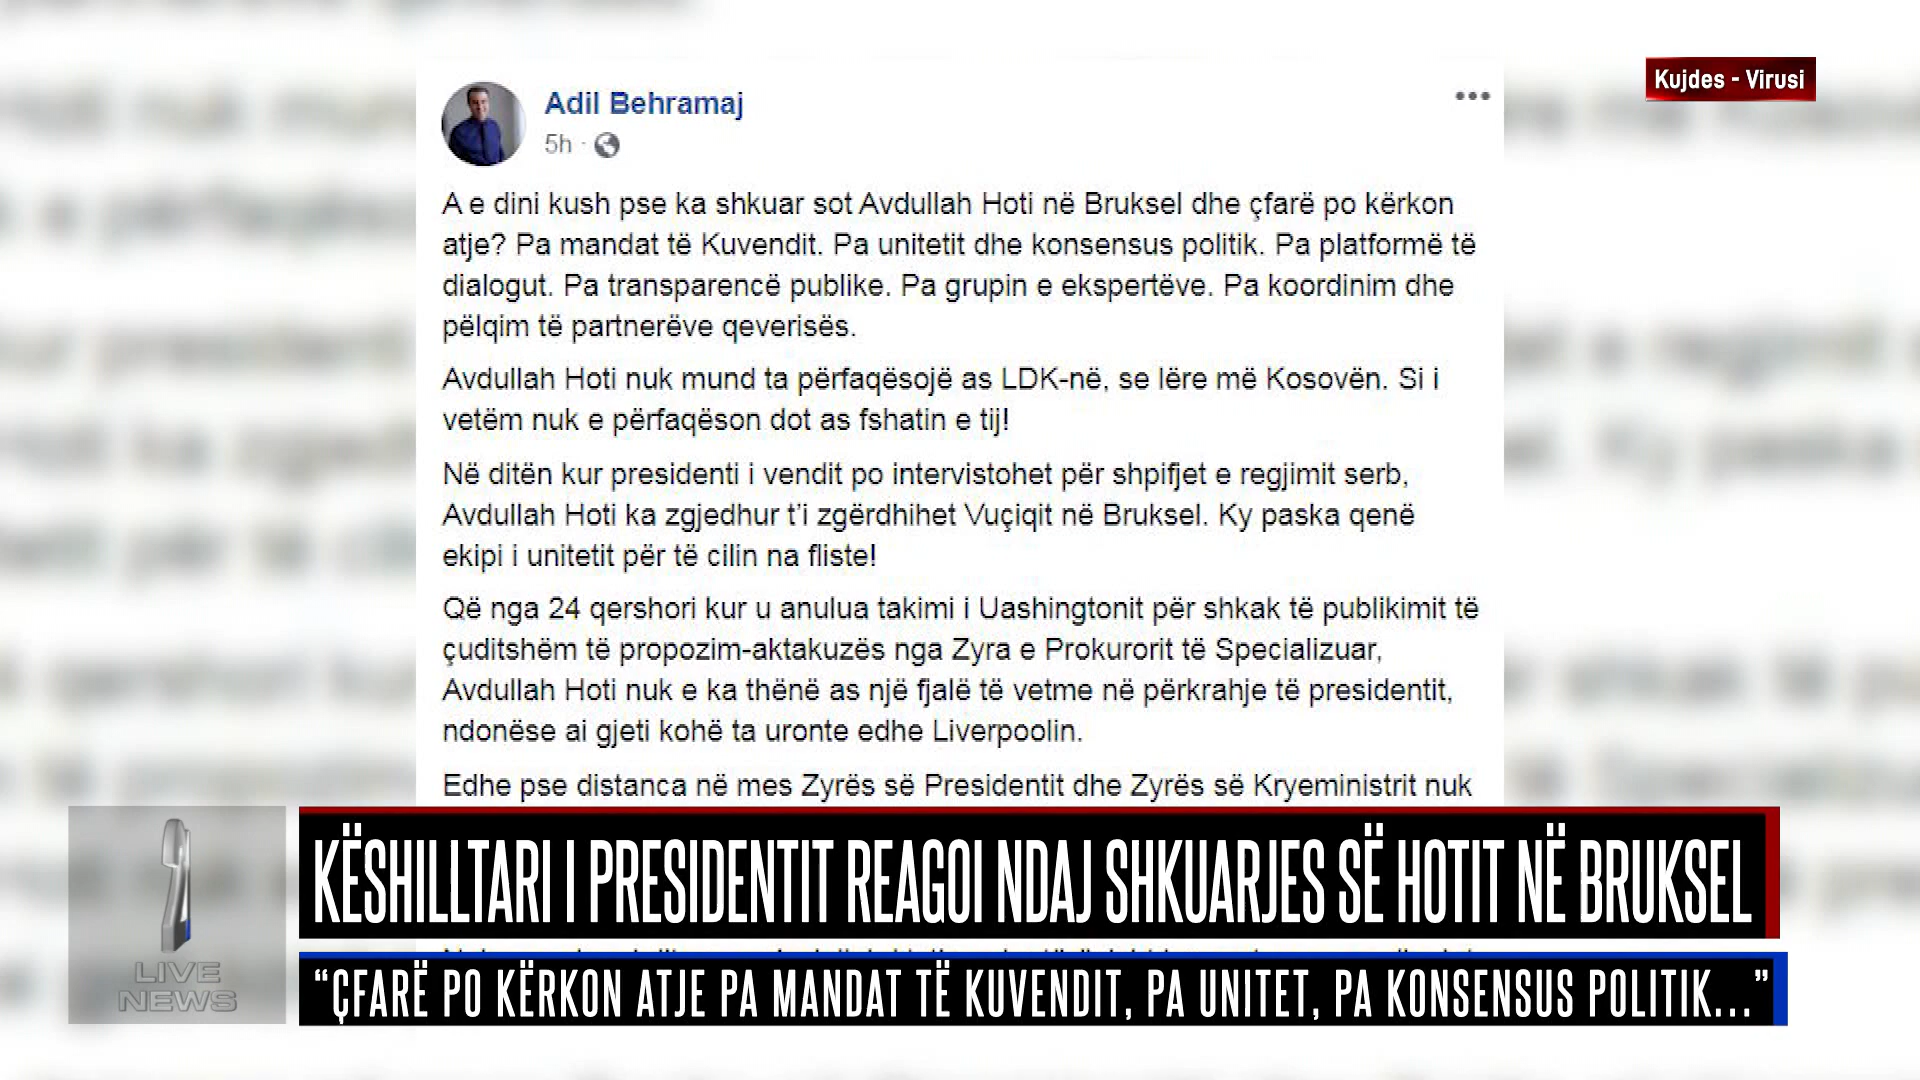 Kujdes - Virusi
Adil Behramaj
5h
A e dini kush pse ka shkuar sot Avdullah Hoti në Bruksel dhe çfarë po kërkon
atje? Pa mandat të Kuvendit. Pa unitetit dhe konsensus politik. Pa platformë të
dialogut. Pa transparencë publike. Pa grupin e ekspertëve. Pa koordinim dhe
pëlqim të partnerëve qeverisës.
Avdullah Hoti nuk mund ta përfaqësojë as LDK-në, se lëre më Kosovën. Si i
vetëm nuk e përfaqëson dot as fshatin e tij!
Në ditën kur presidenti i vendit po intervistohet për shpifjet e regjimit serb,
Avdullah Hoti ka zgjedhur t'i zgërdhihet Vuçiqit në Bruksel. Ky paska qenë
ekipi i unitetit për të cilin na fliste!
Që nga 24 qershori kur u anulua takimi i Uashingtonit për shkak të publikimit të
çuditshëm të propozim-aktakuzës nga Zyra e Prokurorit të Specializuar,
Avdullah Hoti nuk e ka thënë as një fjalë të vetme në përkrahje të presidentit,
ndonëse ai gjeti kohë ta uronte edhe Liverpoolin.
Edhe pse distanca në mes Zyrës së Presidentit dhe Zyrës së Kryeministrit nuk
KËSHILLTARI I PRESIDENTIT REAGOI NDAJ SHKUARJES SË HOTIT NË BRUKSEL
“ÇFARË PO KËRKON ATJE PA MANDAT TË KUVENDIT, PA UNITET, PA KONSENSUS POLITIK...”
LIVE
NEWS